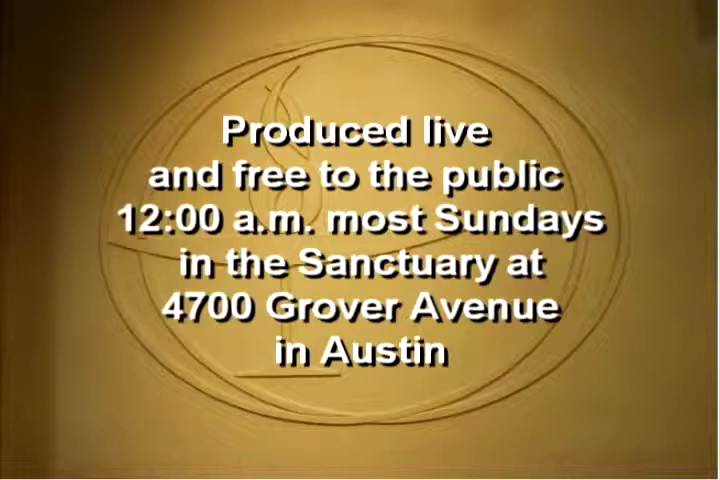 Produced live
and free to the public
12:00 a.m. most Sundays
in the Sanctuary at
4700 Grover Avenue
in Austin